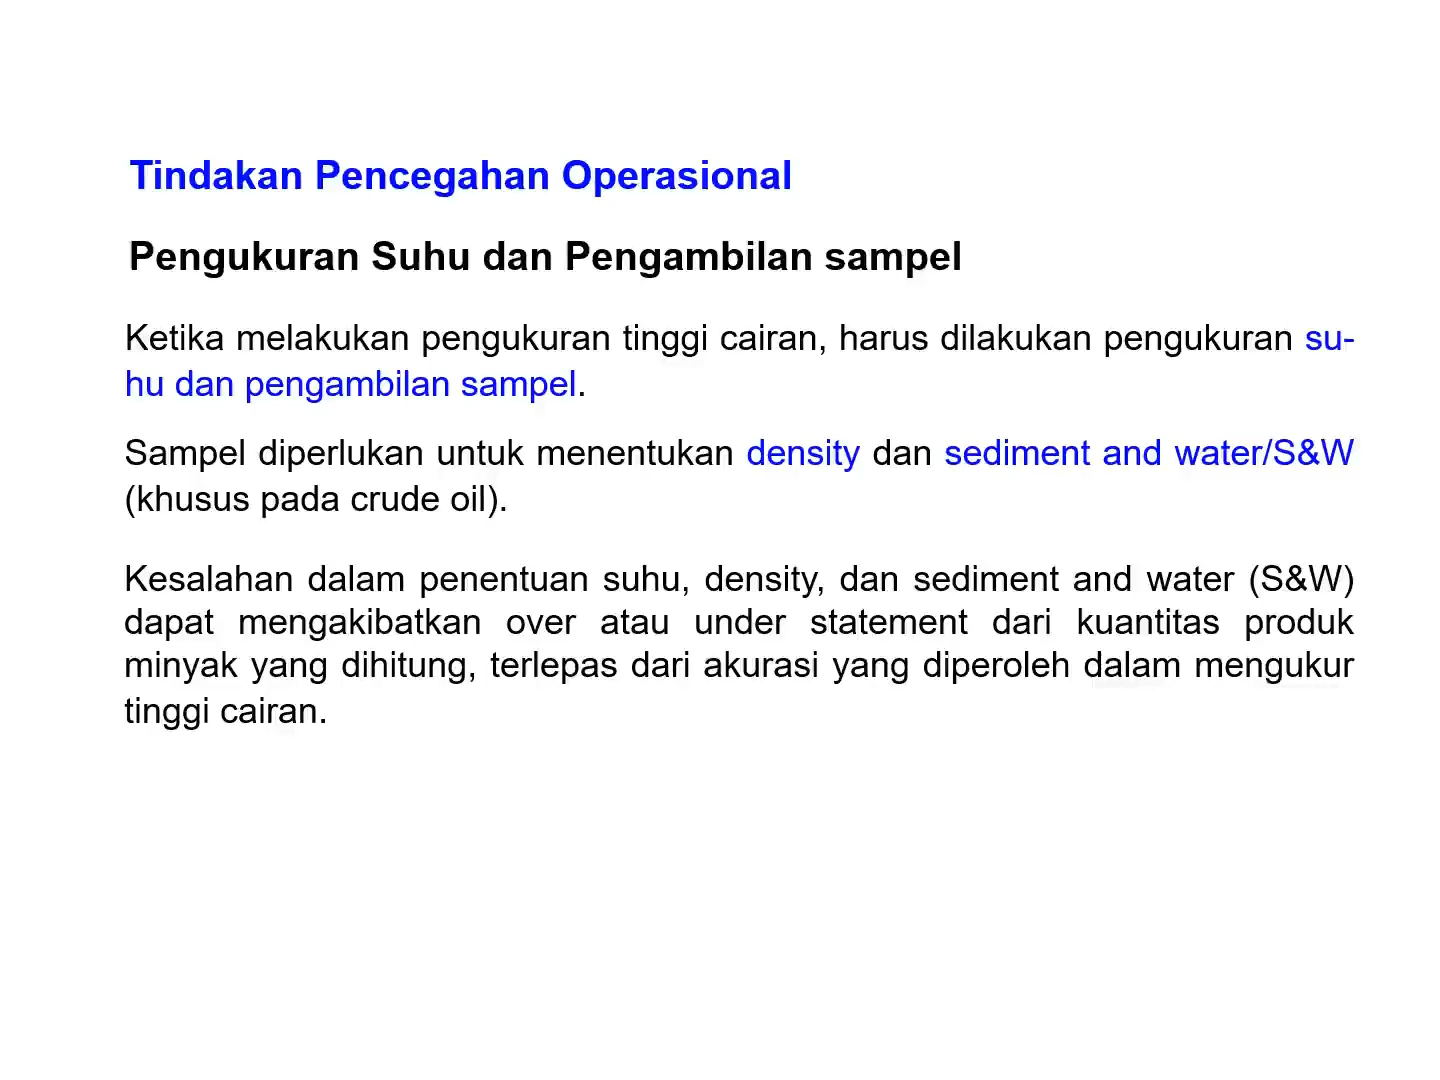 Tindakan Pencegahan Operasional
Pengukuran Suhu dan Pengambilan sampel
Ketika melakukan pengukuran tinggi cairan, harus dilakukan pengukuran su-
hu dan pengambilan sampel.
Sampel diperlukan untuk menentukan density dan sediment and water/S&W
(khusus pada crude oil).
Kesalahan dalam penentuan suhu, density, dan sediment and water (S&W)
dapat mengakibatkan over atau under statement dari kuantitas produk
minyak yang dihitung, terlepas dari akurasi yang diperoleh dalam mengukur
tinggi cairan.